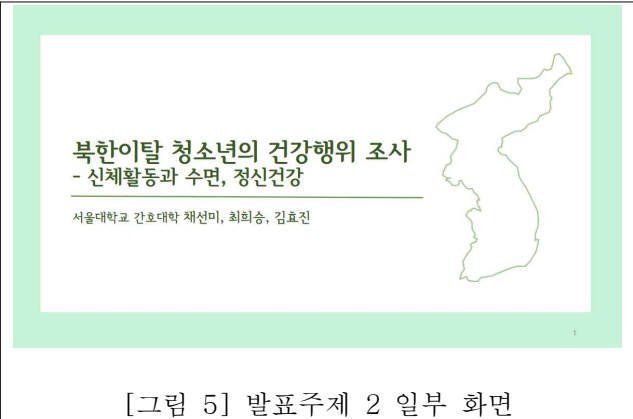 북한이탈 청소년의 건강행위 조사
- 신체활동과 수면, 정신건강
서울대학교 간호대학 채선미, 최희승, 김효진
1
[그림 5] 발표주제 2 일부 화면